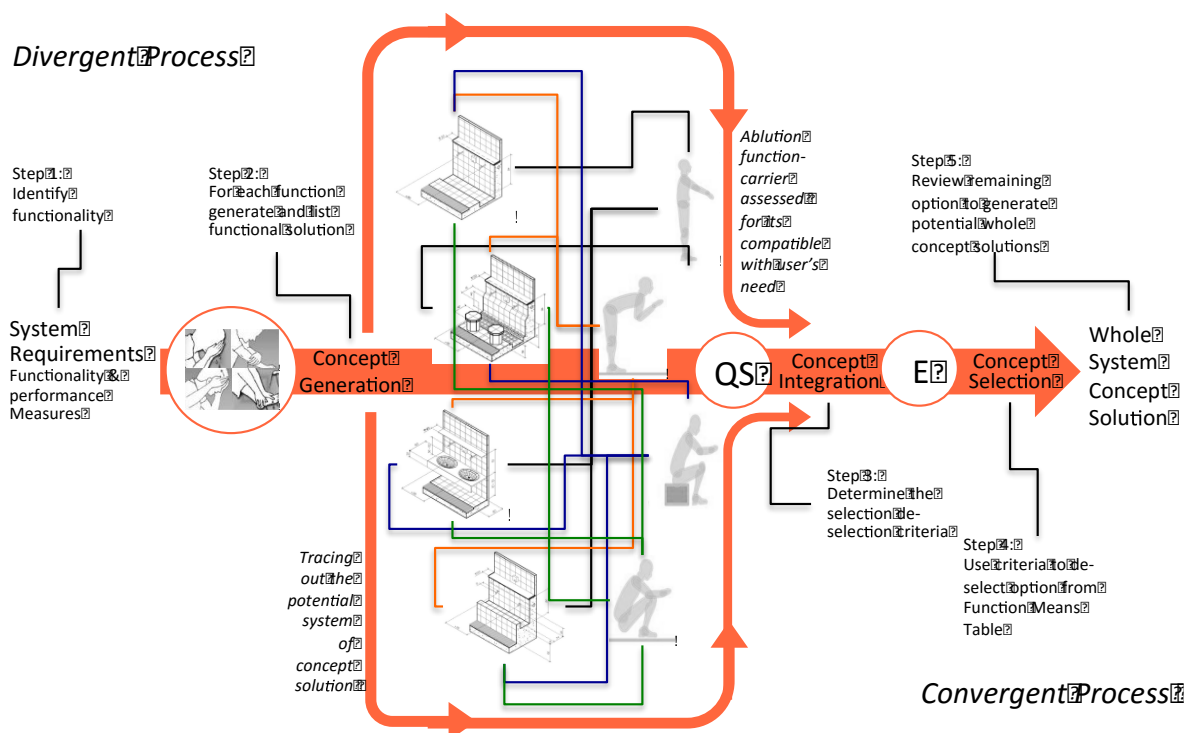 Divergent Process
Step 1:
Identify
functionality
Step 2:
For each function
generate and list
functional solution
Ablution
function-
carrier
assessed
for its
compatible
with user's
need
Step 5:
Review remaining
option to generate
potential whole
concept solutions
System
Requirements
Functionality &
performance
Measures
Concept
Generation
QS
Concept
Integration
E
Concept
Selection
Whole
System
Concept
Solution
Tracing
out the
potential
system
of
concept
solution
Step 3:
Determine the
selection de-
selection criteria
Step 4:
Use criteria to de-
select option from
Function Means
Table
Convergent Process